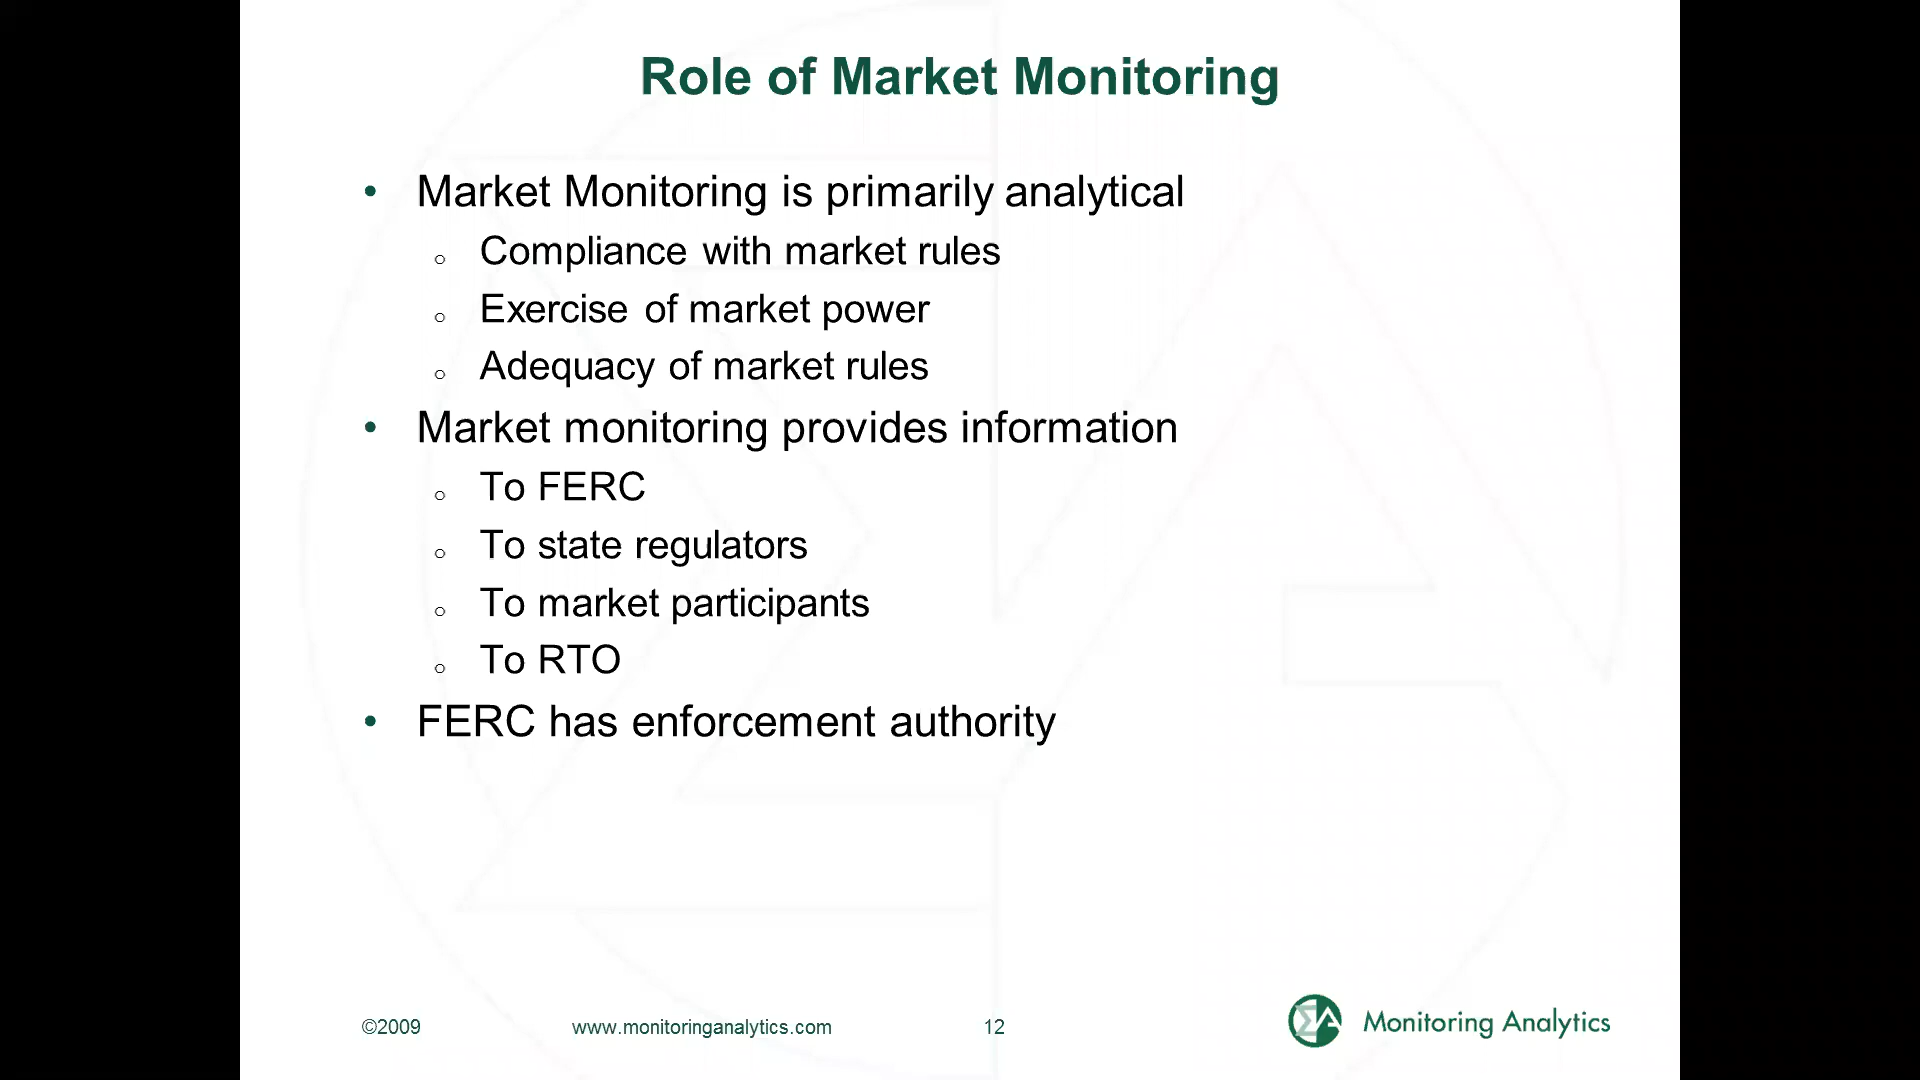 Role of Market Monitoring
• Market Monitoring is primarily analytical
o Compliance with market rules
o Exercise of market power
o Adequacy of market rules
• Market monitoring provides information
o To FERC
o To state regulators
o To market participants
o To RTO
• FERC has enforcement authority
©2009 www.monitoringanalytics.com 12 Monitoring Analytics